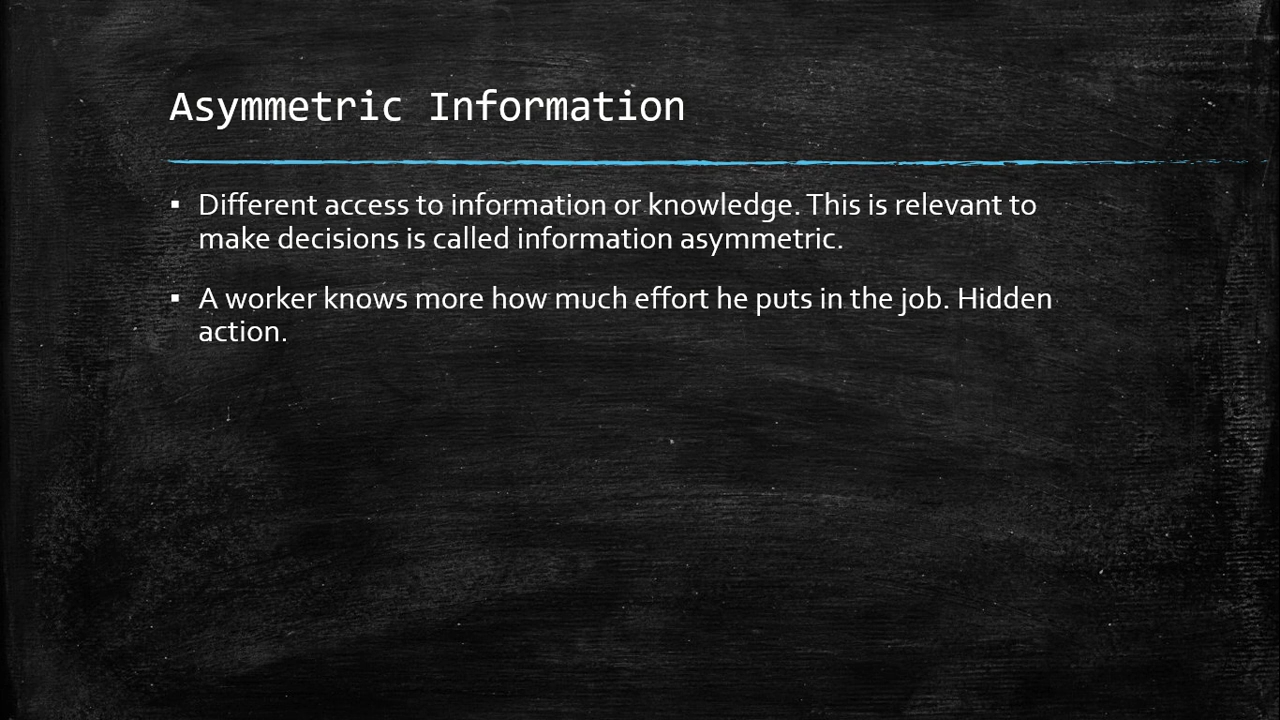 Asymmetric Information
▪ Different access to information or knowledge. This is relevant to
make decisions is called information asymmetric.
▪ A worker knows more how much effort he puts in the job. Hidden
action.